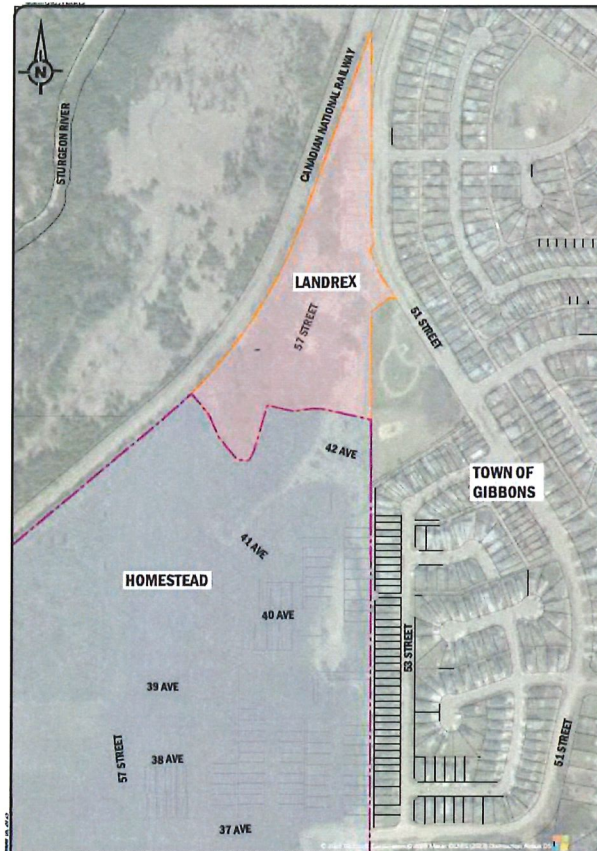 N
STURGEON RIVER
CANADIAN NATIONAL RAILWAY
LANDREX
57 STREET
51 STREET
42 AVE
TOWN OF
GIBBONS
41 AVE
HOMESTEAD
40 AVE
53 STREET
39 AVE
57 STREET
38 AVE
51 STREET
37 AVE